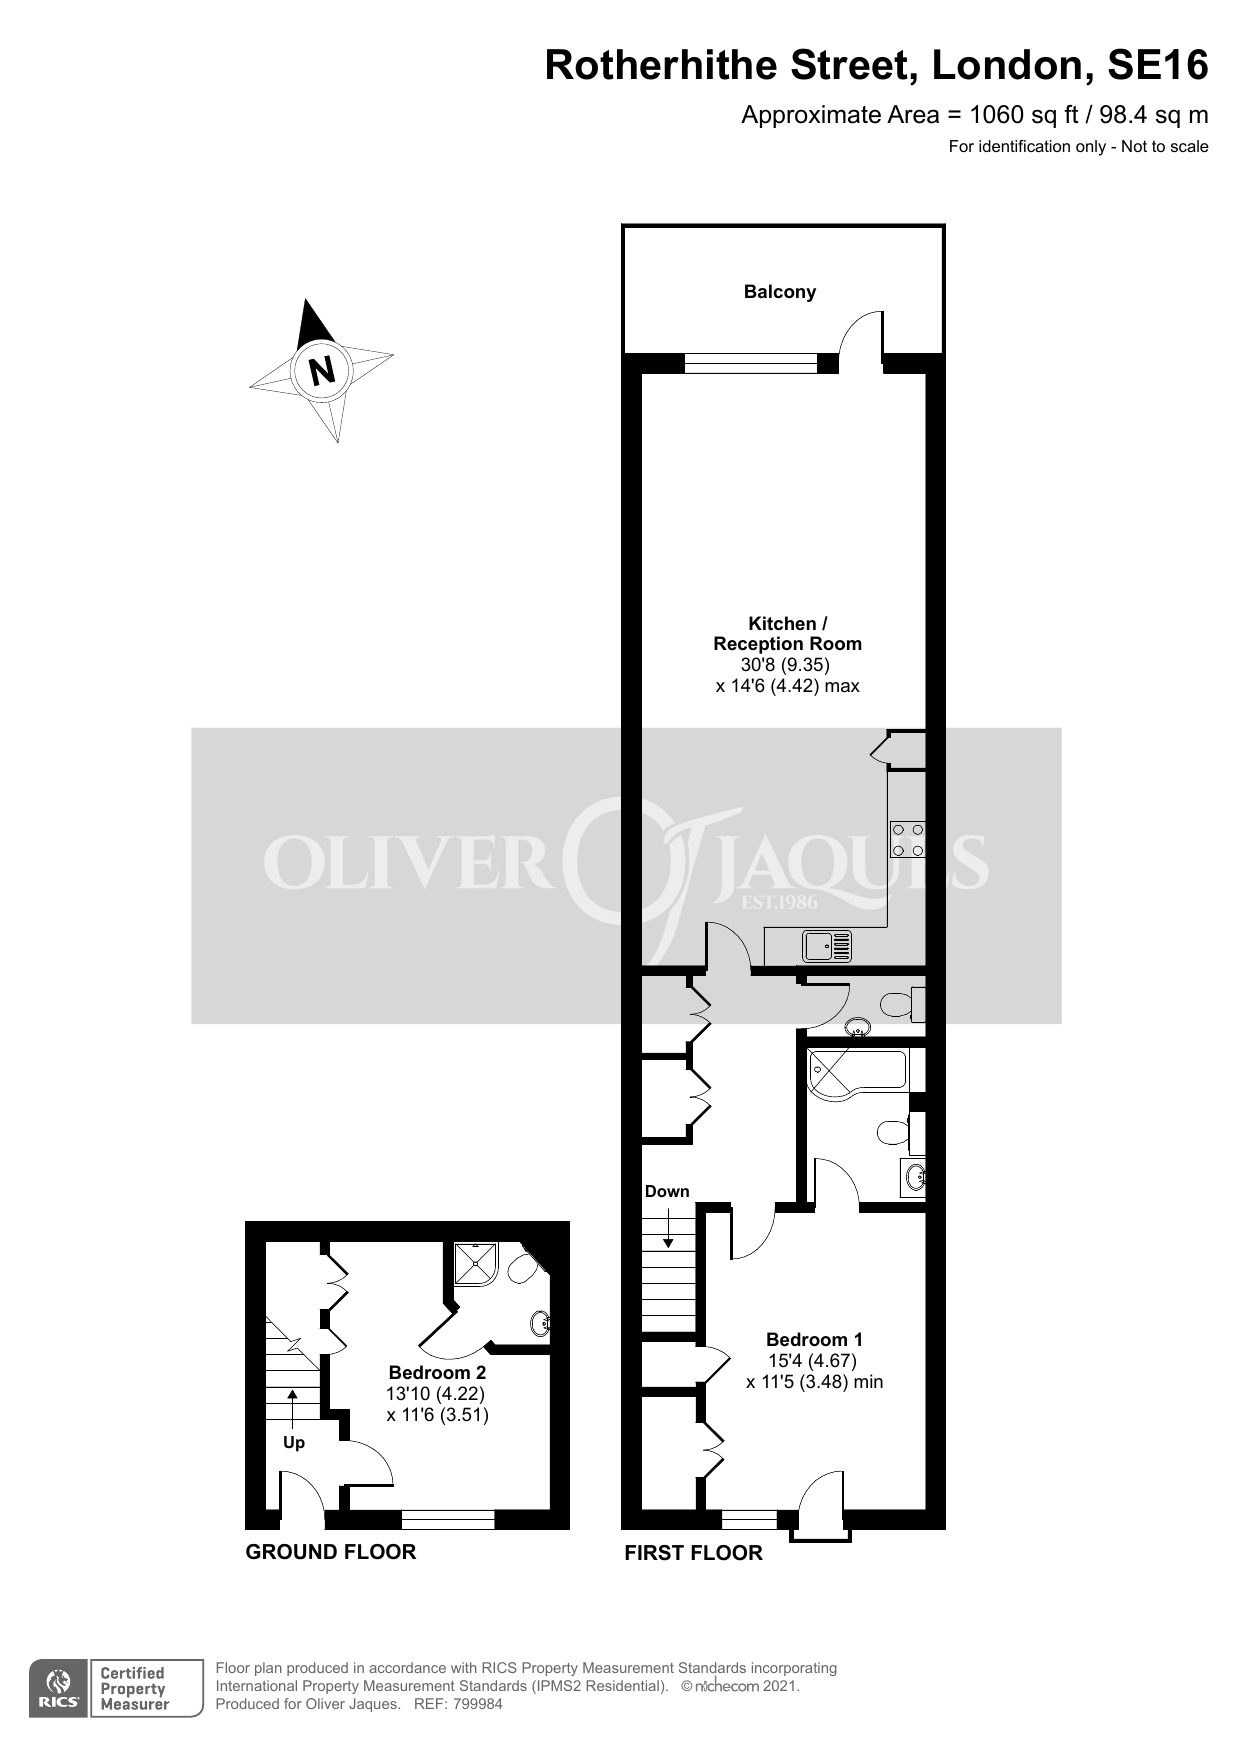 Rotherhithe Street, London, SE16
Approximate Area = 1060 sq ft / 98.4 sq m
For identification only - Not to scale
Balcony
N
Kitchen /
Reception Room
30'8 (9.35)
x 14'6 (4.42) max
OLIVER OJ JAQUES
EST.1986
Down
Bedroom 1
15'4 (4.67)
x 11'5 (3.48) min
Bedroom 2
13'10 (4.22)
x 11'6 (3.51)
Up
GROUND FLOOR
FIRST FLOOR
RICS
Certified
Property
Measurer
Floor plan produced in accordance with RICS Property Measurement Standards incorporating
International Property Measurement Standards (IPMS2 Residential). © nichecom 2021.
Produced for Oliver Jaques. REF: 799984